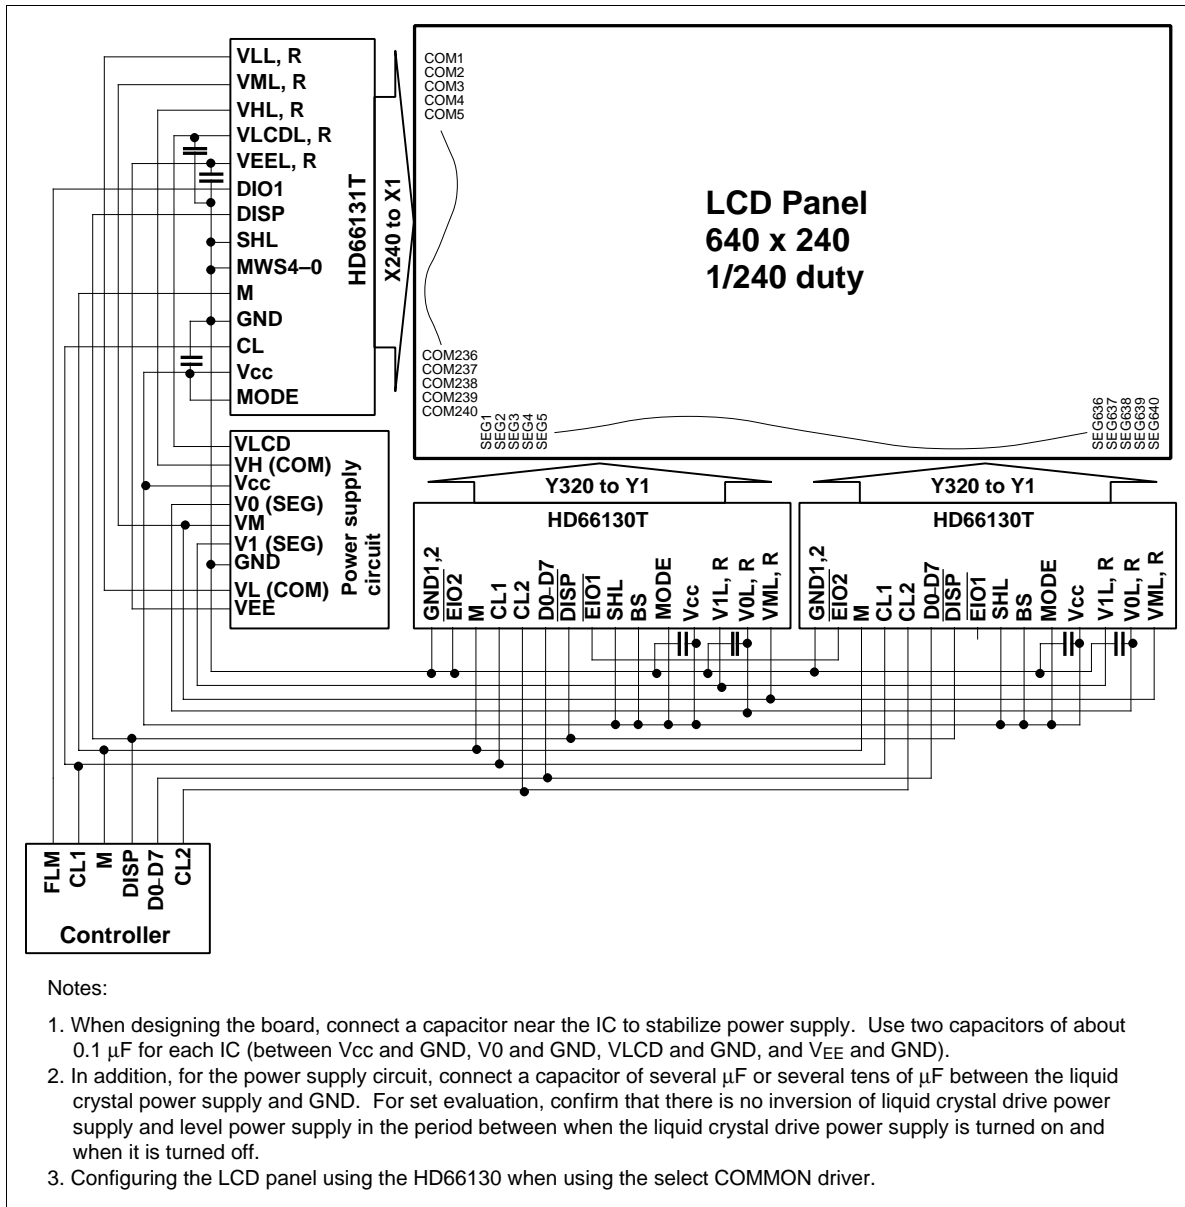 VLL, R
VML, R
VHL, R
VLCDL, R
VEEL, R
DIO1
DISP
SHL
MWS4–0
M
GND
CL
Vcc
MODE
HD66131T
X240 to X1
COM1
COM2
COM3
COM4
COM5
LCD Panel
640 x 240
1/240 duty
COM236
COM237
COM238
COM239
COM240
SEG1
SEG2
SEG3
SEG4
SEG5
SEG636
SEG637
SEG638
SEG639
SEG640
VLCD
VH (COM)
Vcc
V0 (SEG)
VM
V1 (SEG)
GND
VL (COM)
VEE
Power supply
circuit
Y320 to Y1
HD66130T
GND1,2
EIO2
M
CL1
CL2
D0-D7
DISP
EIO1
SHL
BS
MODE
Vcc
V1L, R
V0L, R
VML, R
Y320 to Y1
HD66130T
GND1,2
EIO2
M
CL1
CL2
D0-D7
DISP
EIO1
SHL
BS
MODE
Vcc
V1L, R
V0L, R
VML, R
FLM
CL1
M
DISP
D0-D7
CL2
Controller
Notes:
1. When designing the board, connect a capacitor near the IC to stabilize power supply. Use two capacitors of about
0.1 µF for each IC (between Vcc and GND, V0 and GND, VLCD and GND, and VEE and GND).
2. In addition, for the power supply circuit, connect a capacitor of several µF or several tens of µF between the liquid
crystal power supply and GND. For set evaluation, confirm that there is no inversion of liquid crystal drive power
supply and level power supply in the period between when the liquid crystal drive power supply is turned on and
when it is turned off.
3. Configuring the LCD panel using the HD66130 when using the select COMMON driver.